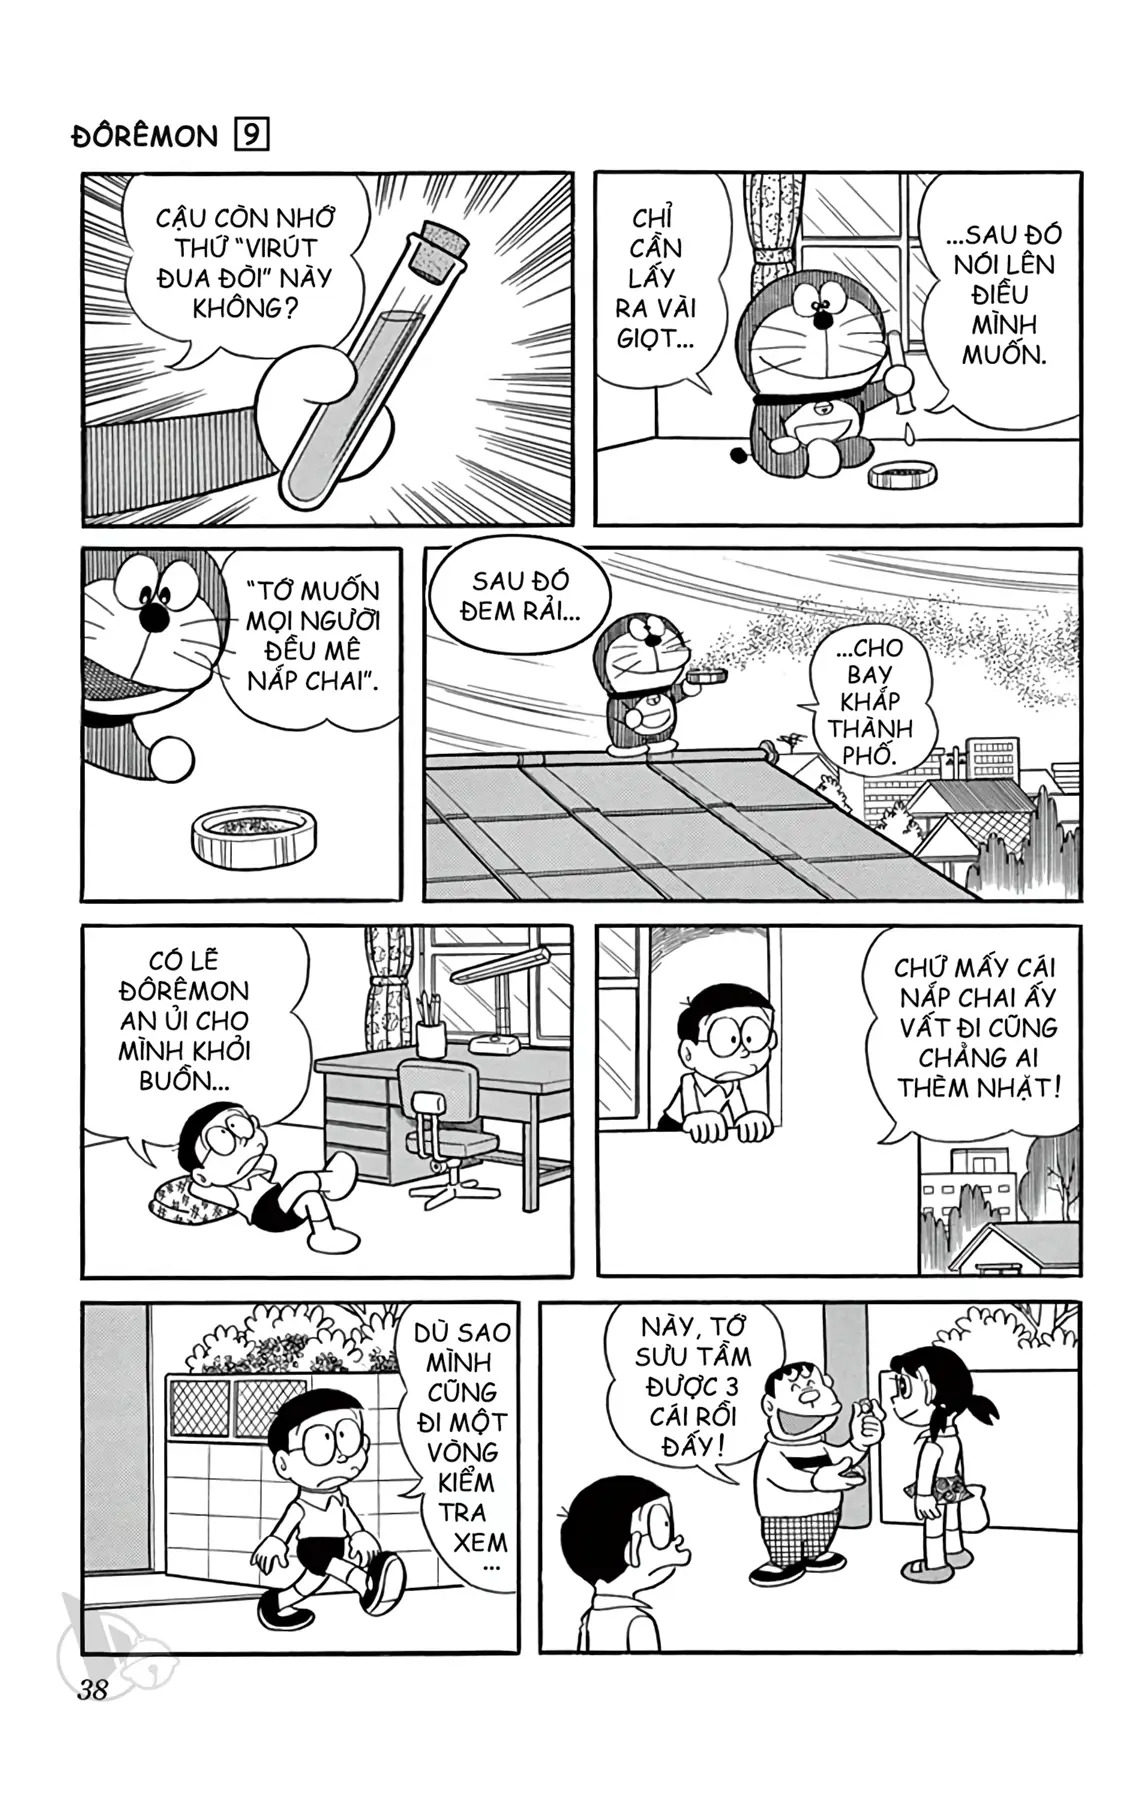 ĐÔRÊMON 9
CẬU CÒN NHỚ
THỨ “VIRÚT
ĐUA ĐÒI” NÀY
KHÔNG?
CHỈ
CẦN
LẤY
RA VÀI
GIỌT...
...SAU ĐÓ
NÓI LÊN
ĐIỀU
MÌNH
MUỐN.
“TỚ MUỐN
MỌI NGƯỜI
ĐỀU MÊ
NẮP CHAI”.
SAU ĐÓ
ĐEM RẢI...
...CHO
BAY
KHẮP
THÀNH
PHỐ.
CÓ LẼ
ĐÔRÊMON
AN ỦI CHO
MÌNH KHỎI
BUỒN...
CHỨ MẤY CÁI
NẮP CHAI ẤY
VẤT ĐI CŨNG
CHẲNG AI
THÈM NHẶT!
DÙ SAO
MÌNH
CŨNG
ĐI MỘT
VÒNG
KIỂM
TRA
XEM
...
NÀY, TỚ
SƯU TẦM
ĐƯỢC 3
CÁI RỒI
ĐẤY!
38